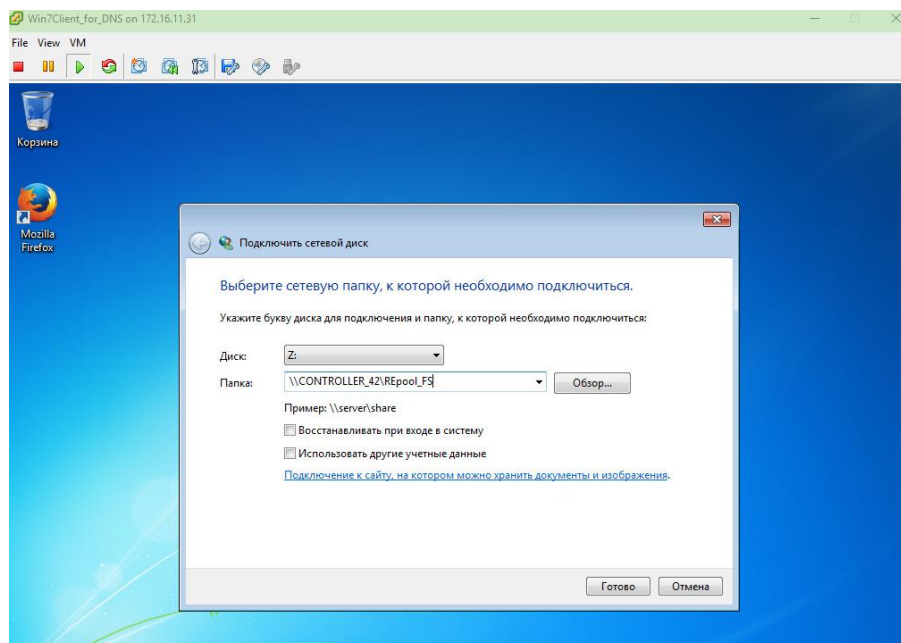 Win7Client_for_DNS on 172.16.11.31
File View VM
Корзина
Mozilla
Firefox
Подключить сетевой диск
Выберите сетевую папку, к которой необходимо подключиться.
Укажите букву диска для подключения и папку, к которой необходимо подключиться:
Диск: Z:
Папка: \\CONTROLLER_42\REpool_FS Обзор...
Пример: \\server\share
Восстанавливать при входе в систему
Использовать другие учетные данные
Подключение к сайту, на котором можно хранить документы и изображения.
Готово Отмена